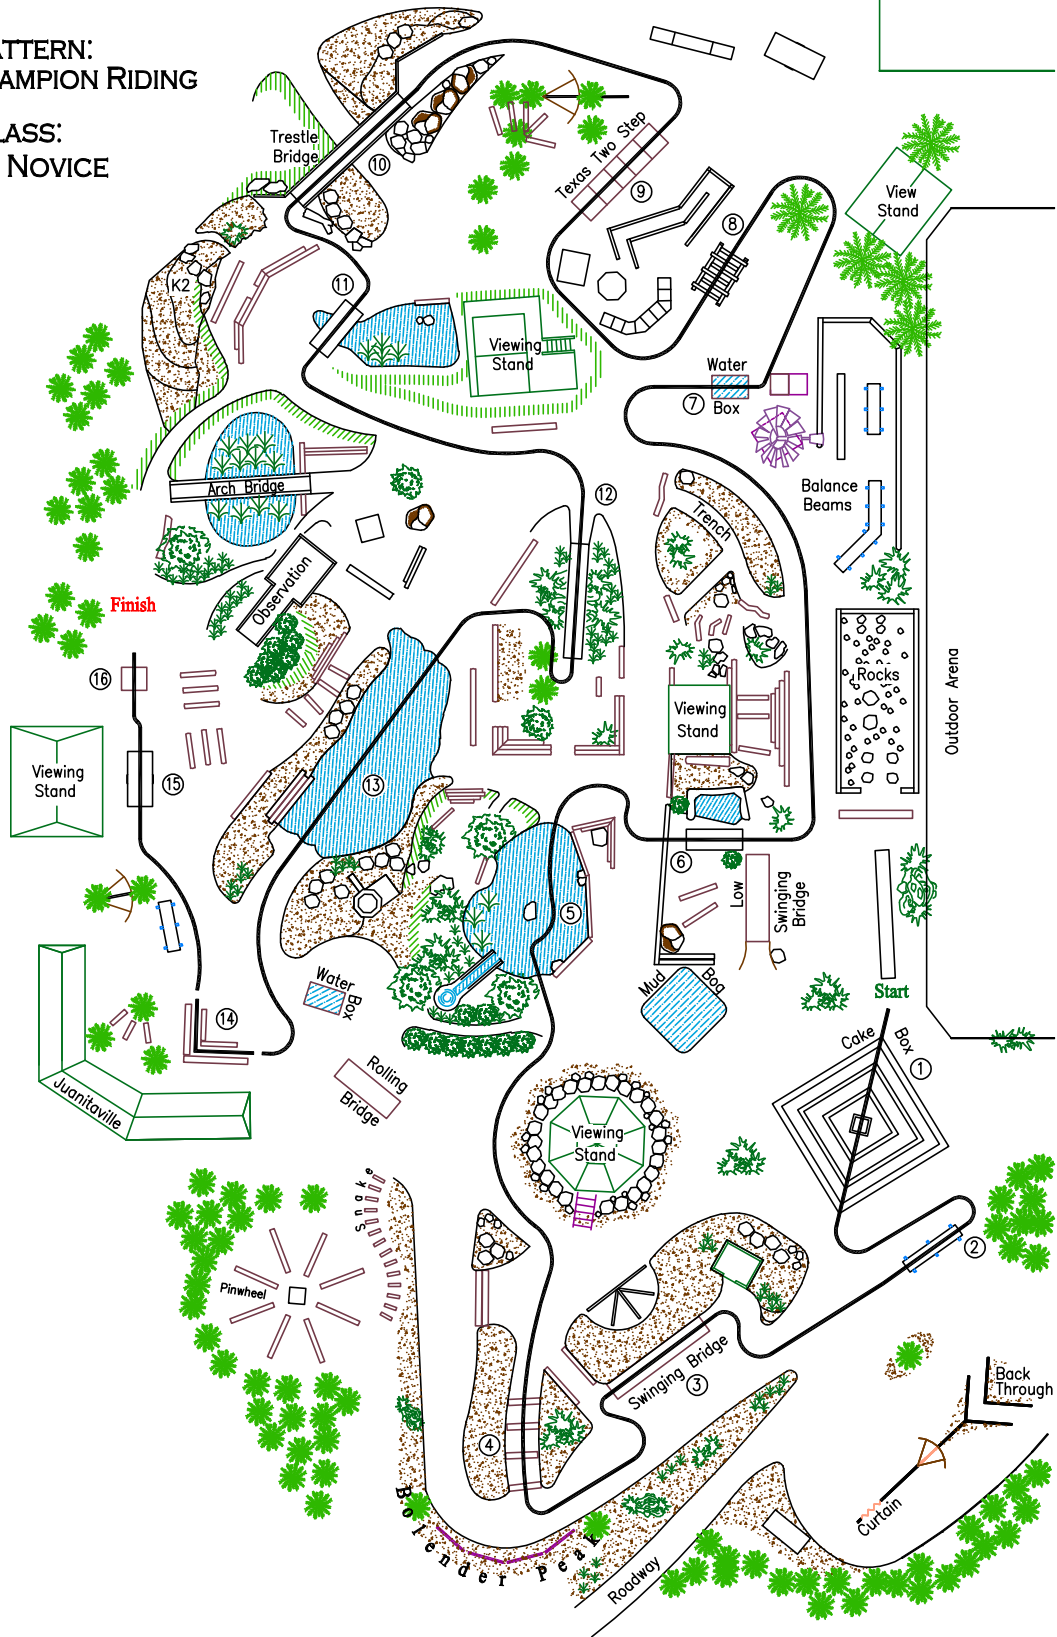 ATTERN:
AMPION RIDING
LASS:
NOVICE
Trestle
Bridge
10
Texas Two Step
9
8
View
Stand
K2
11
Viewing
Stand
Water
Box
7
Arch Bridge
12
Trench
Balance
Beams
Observation
Finish
16
Rocks
Outdoor Arena
Viewing
Stand
Viewing
Stand
15
13
6
Low
Swinging
Bridge
5
Mud Bog
Start
Water
Box
14
Cake Box
1
Juanitaville
Rolling
Bridge
Viewing
Stand
Snake
2
Pinwheel
Swinging Bridge
3
Back
Through
4
Curtain
Bolender Peak
Roadway